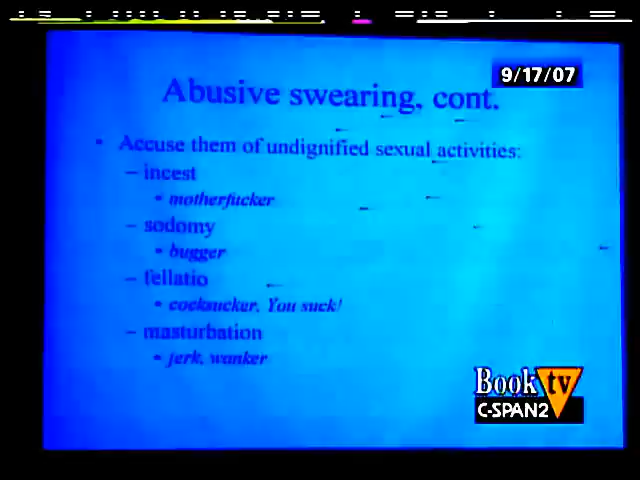 9/17/07
Abusive swearing, cont.
• Accuse them of undignified sexual activities:
– incest
• motherfucker
– sodomy
• bugger
– fellatio
• cocksucker, You suck!
– masturbation
• jerk, wanker
Book tv
C-SPAN2